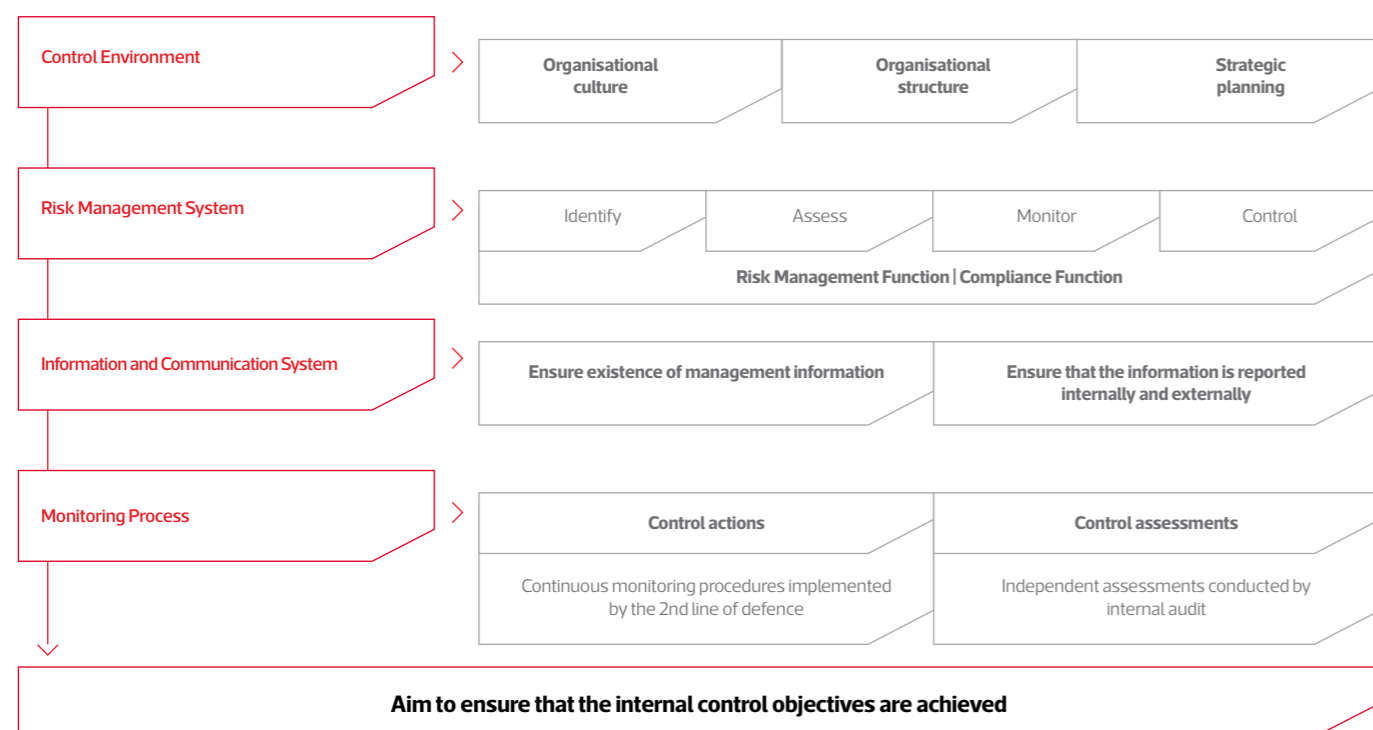 Control Environment
Organisational
culture
Organisational
structure
Strategic
planning
Risk Management System
Identify
Assess
Monitor
Control
Risk Management Function | Compliance Function
Information and Communication System
Ensure existence of management information
Ensure that the information is reported
internally and externally
Monitoring Process
Control actions
Control assessments
Continuous monitoring procedures implemented
by the 2nd line of defence
Independent assessments conducted by
internal audit
Aim to ensure that the internal control objectives are achieved